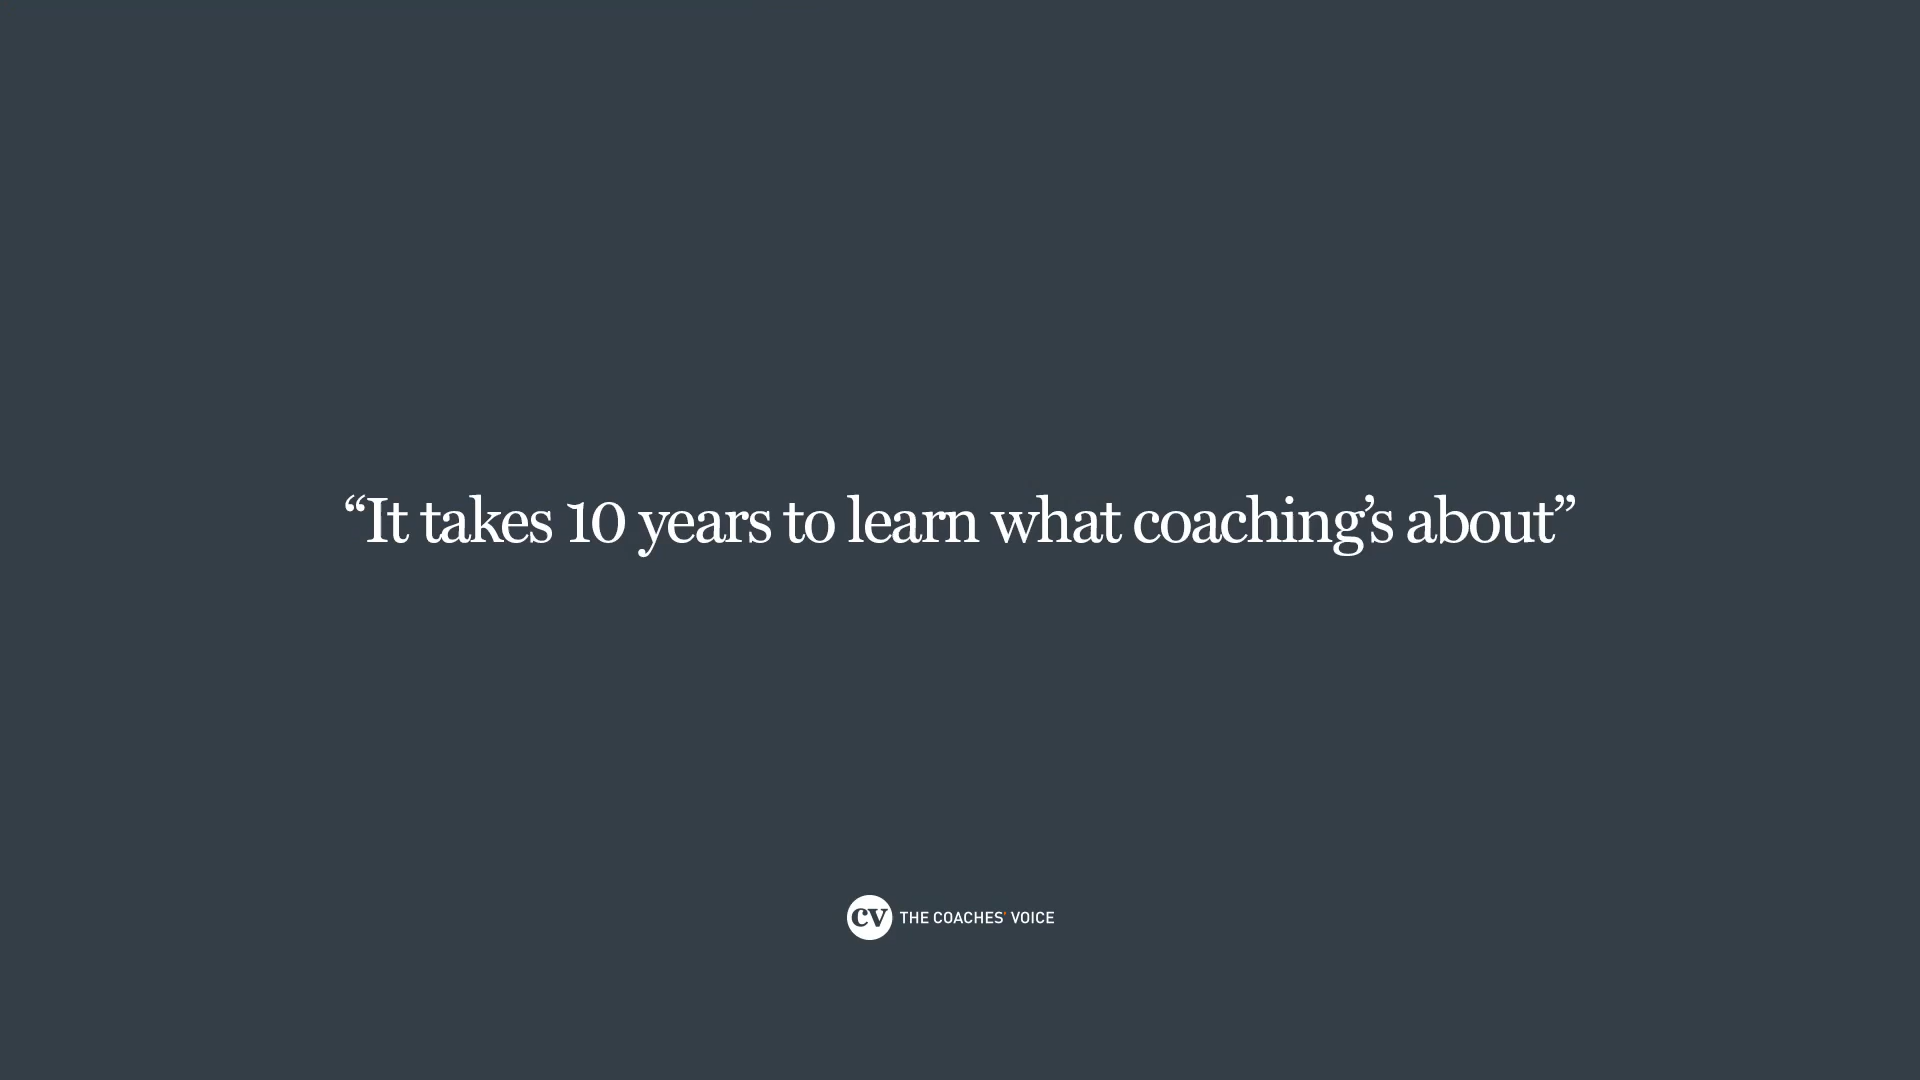 “It takes 10 years to learn what coaching’s about”
CV THE COACHES’ VOICE